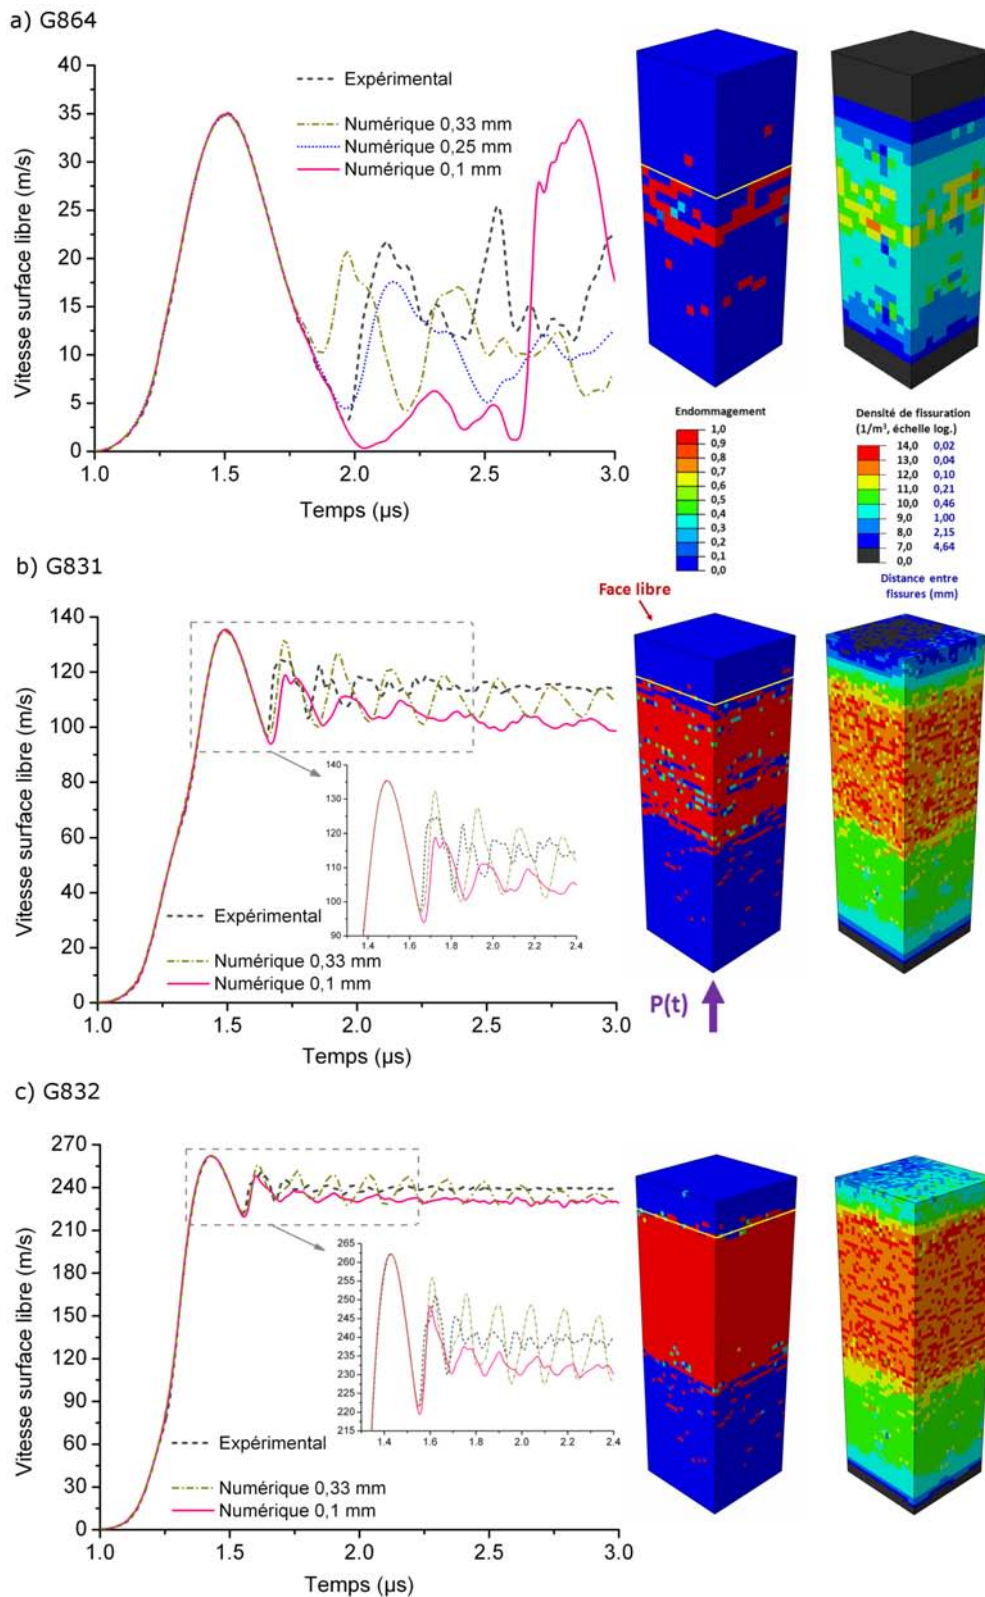 a) G864
40
35
30
25
20
15
10
5
0
Vitesse surface libre (m/s)
Expérimental
Numérique 0,33 mm
Numérique 0,25 mm
Numérique 0,1 mm
1.0 1.5 2.0 2.5 3.0
Temps (µs)
Endommagement
1,0
0,9
0,8
0,7
0,6
0,5
0,4
0,3
0,2
0,1
0,0
Densité de fissuration
(1/m³, échelle log.)
14,0 0,02
13,0 0,04
12,0 0,10
11,0 0,21
10,0 0,46
9,0 1,00
8,0 2,15
7,0 4,64
0,0
Distance entre
fissures (mm)
b) G831
Face libre
140
120
100
80
60
40
20
0
Vitesse surface libre (m/s)
140
130
120
110
100
90
1.4 1.6 1.8 2.0 2.2 2.4
Expérimental
Numérique 0,33 mm
Numérique 0,1 mm
1.0 1.5 2.0 2.5 3.0
Temps (µs)
P(t)
c) G832
270
240
210
180
150
120
90
60
30
0
Vitesse surface libre (m/s)
265
260
255
250
245
240
235
230
225
220
215
1.4 1.6 1.8 2.0 2.2 2.4
Expérimental
Numérique 0,33 mm
Numérique 0,1 mm
1.0 1.5 2.0 2.5 3.0
Temps (µs)